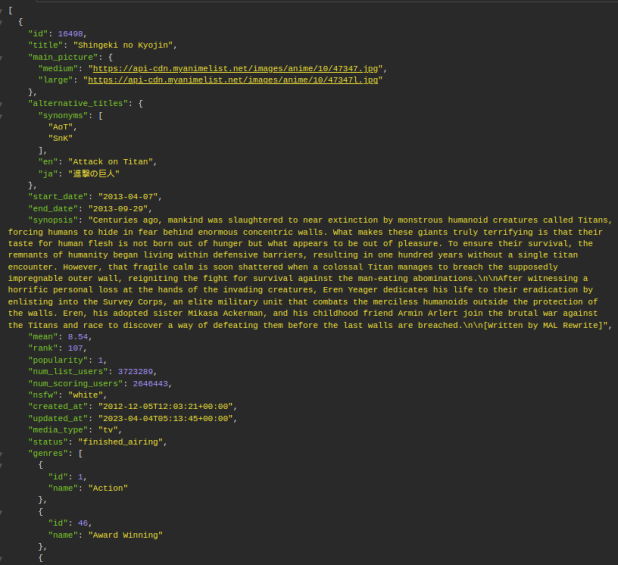 [
{
"id": 16498,
"title": "Shingeki no Kyojin",
"main_picture": {
"medium": "https://api-cdn.myanimelist.net/images/anime/10/47347.jpg",
"large": "https://api-cdn.myanimelist.net/images/anime/10/47347l.jpg"
},
"alternative_titles": {
"synonyms": [
"AoT",
"SnK"
],
"en": "Attack on Titan",
"ja": "進撃の巨人"
},
"start_date": "2013-04-07",
"end_date": "2013-09-29",
"synopsis": "Centuries ago, mankind was slaughtered to near extinction by monstrous humanoid creatures called Titans,
forcing humans to hide in fear behind enormous concentric walls. What makes these giants truly terrifying is that their
taste for human flesh is not born out of hunger but what appears to be out of pleasure. To ensure their survival, the
remnants of humanity began living within defensive barriers, resulting in one hundred years without a single titan
encounter. However, that fragile calm is soon shattered when a colossal Titan manages to breach the supposedly
impregnable outer wall, reigniting the fight for survival against the man-eating abominations.\n\nAfter witnessing a
horrific personal loss at the hands of the invading creatures, Eren Yeager dedicates his life to their eradication by
enlisting into the Survey Corps, an elite military unit that combats the merciless humanoids outside the protection of
the walls. Eren, his adopted sister Mikasa Ackerman, and his childhood friend Armin Arlert join the brutal war against
the Titans and race to discover a way of defeating them before the last walls are breached.\n\n[Written by MAL Rewrite]",
"mean": 8.54,
"rank": 107,
"popularity": 1,
"num_list_users": 3723289,
"num_scoring_users": 2646443,
"nsfw": "white",
"created_at": "2012-12-05T12:03:21+00:00",
"updated_at": "2023-04-04T05:13:45+00:00",
"media_type": "tv",
"status": "finished_airing",
"genres": [
{
"id": 1,
"name": "Action"
},
{
"id": 46,
"name": "Award Winning"
},
{